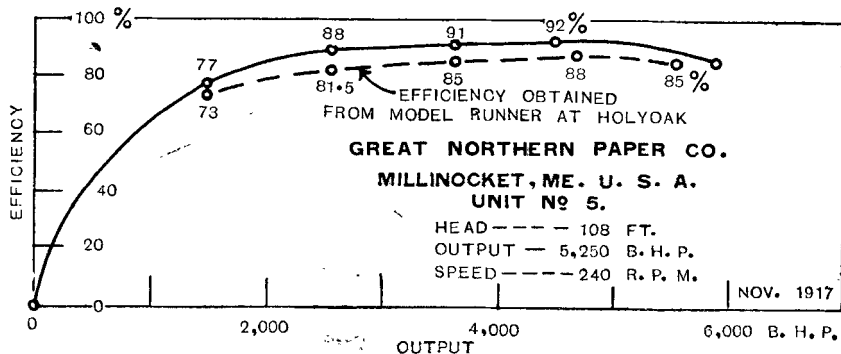 100 %
77
88
91
92%
80
73
81·5
85
88
85%
EFFICIENCY OBTAINED
FROM MODEL RUNNER AT HOLYOAK
60
GREAT NORTHERN PAPER CO.
MILLINOCKET, ME. U. S. A.
UNIT Nº 5.
40
HEAD---- 108 FT.
OUTPUT — 5,250 B. H. P.
20
SPEED---- 240 R. P. M.
EFFICIENCY
0
NOV. 1917
0
2,000
4,000
6,000 B. H. P.
OUTPUT